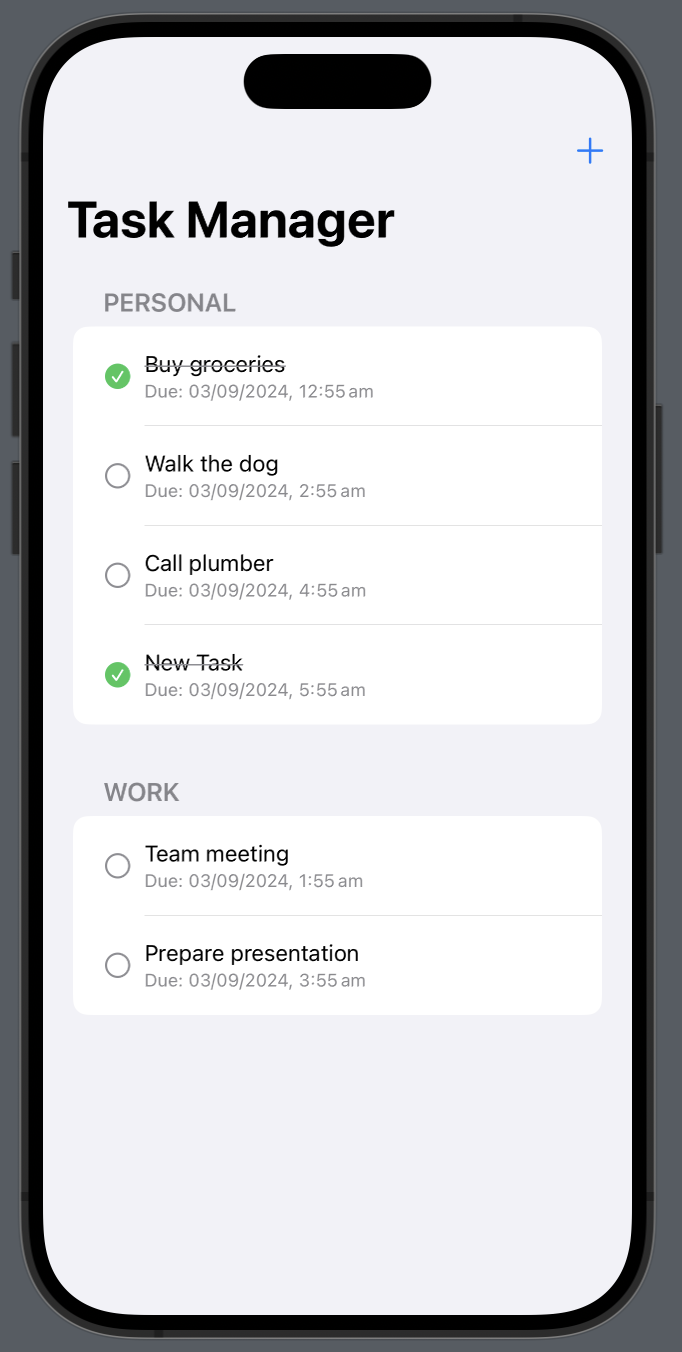 Task Manager
PERSONAL
Buy groceries
Due: 03/09/2024, 12:55 am
Walk the dog
Due: 03/09/2024, 2:55 am
Call plumber
Due: 03/09/2024, 4:55 am
New Task
Due: 03/09/2024, 5:55 am
WORK
Team meeting
Due: 03/09/2024, 1:55 am
Prepare presentation
Due: 03/09/2024, 3:55 am